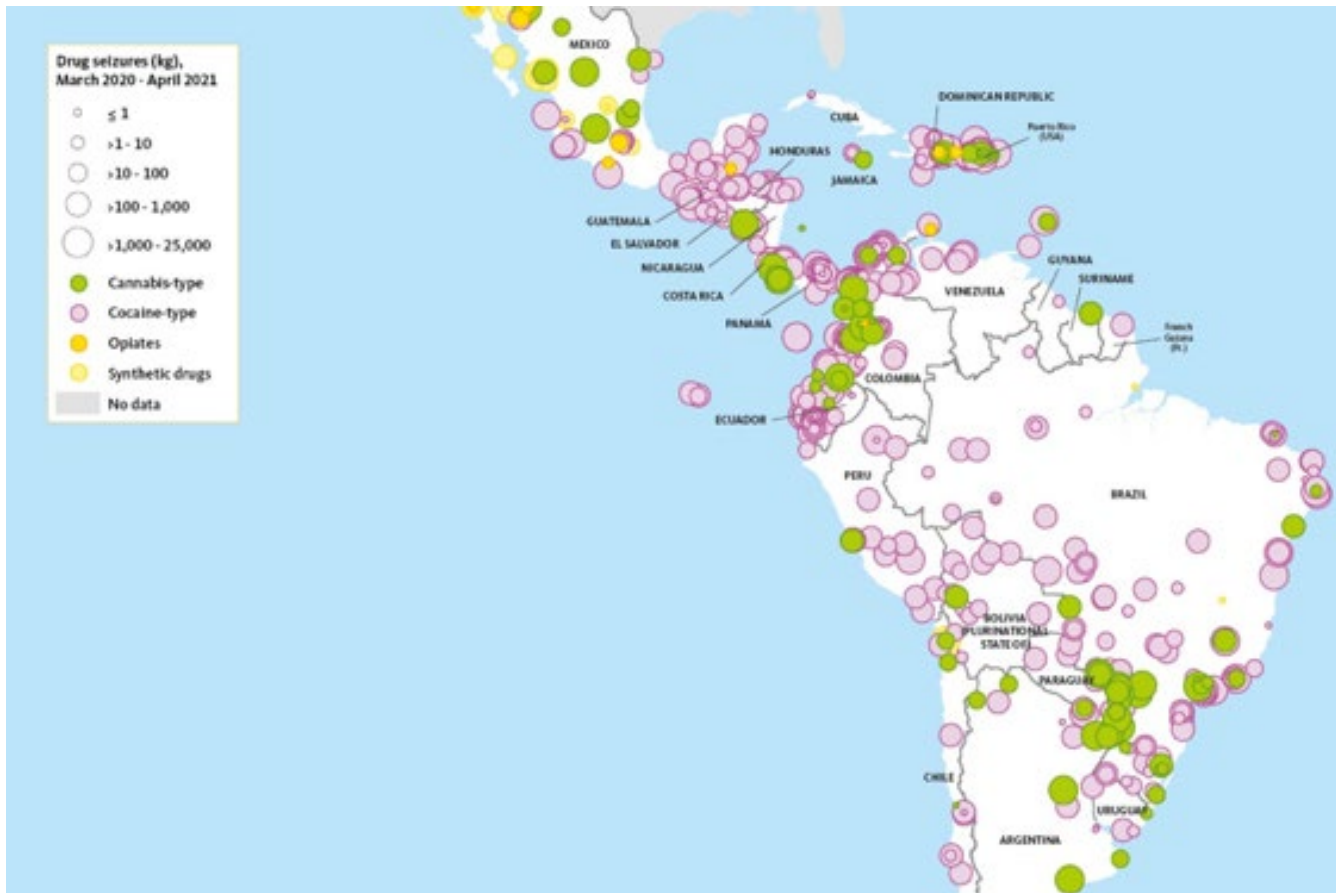 Drug seizures (kg),
March 2020 - April 2021
≤ 1
>1 - 10
>10 - 100
>100 - 1,000
>1,000 - 25,000
Cannabis-type
Cocaine-type
Opiates
Synthetic drugs
No data
MEXICO
DOMINICAN REPUBLIC
CUBA
Puerto Rico
(USA)
HONDURAS
JAMAICA
GUATEMALA
EL SALVADOR
NICARAGUA
COSTA RICA
PANAMA
GUYANA
SURINAME
VENEZUELA
French
Guiana
(Fr.)
COLOMBIA
ECUADOR
PERU
BRAZIL
BOLIVIA
(PLURINATIONAL
STATE OF)
PARAGUAY
CHILE
URUGUAY
ARGENTINA